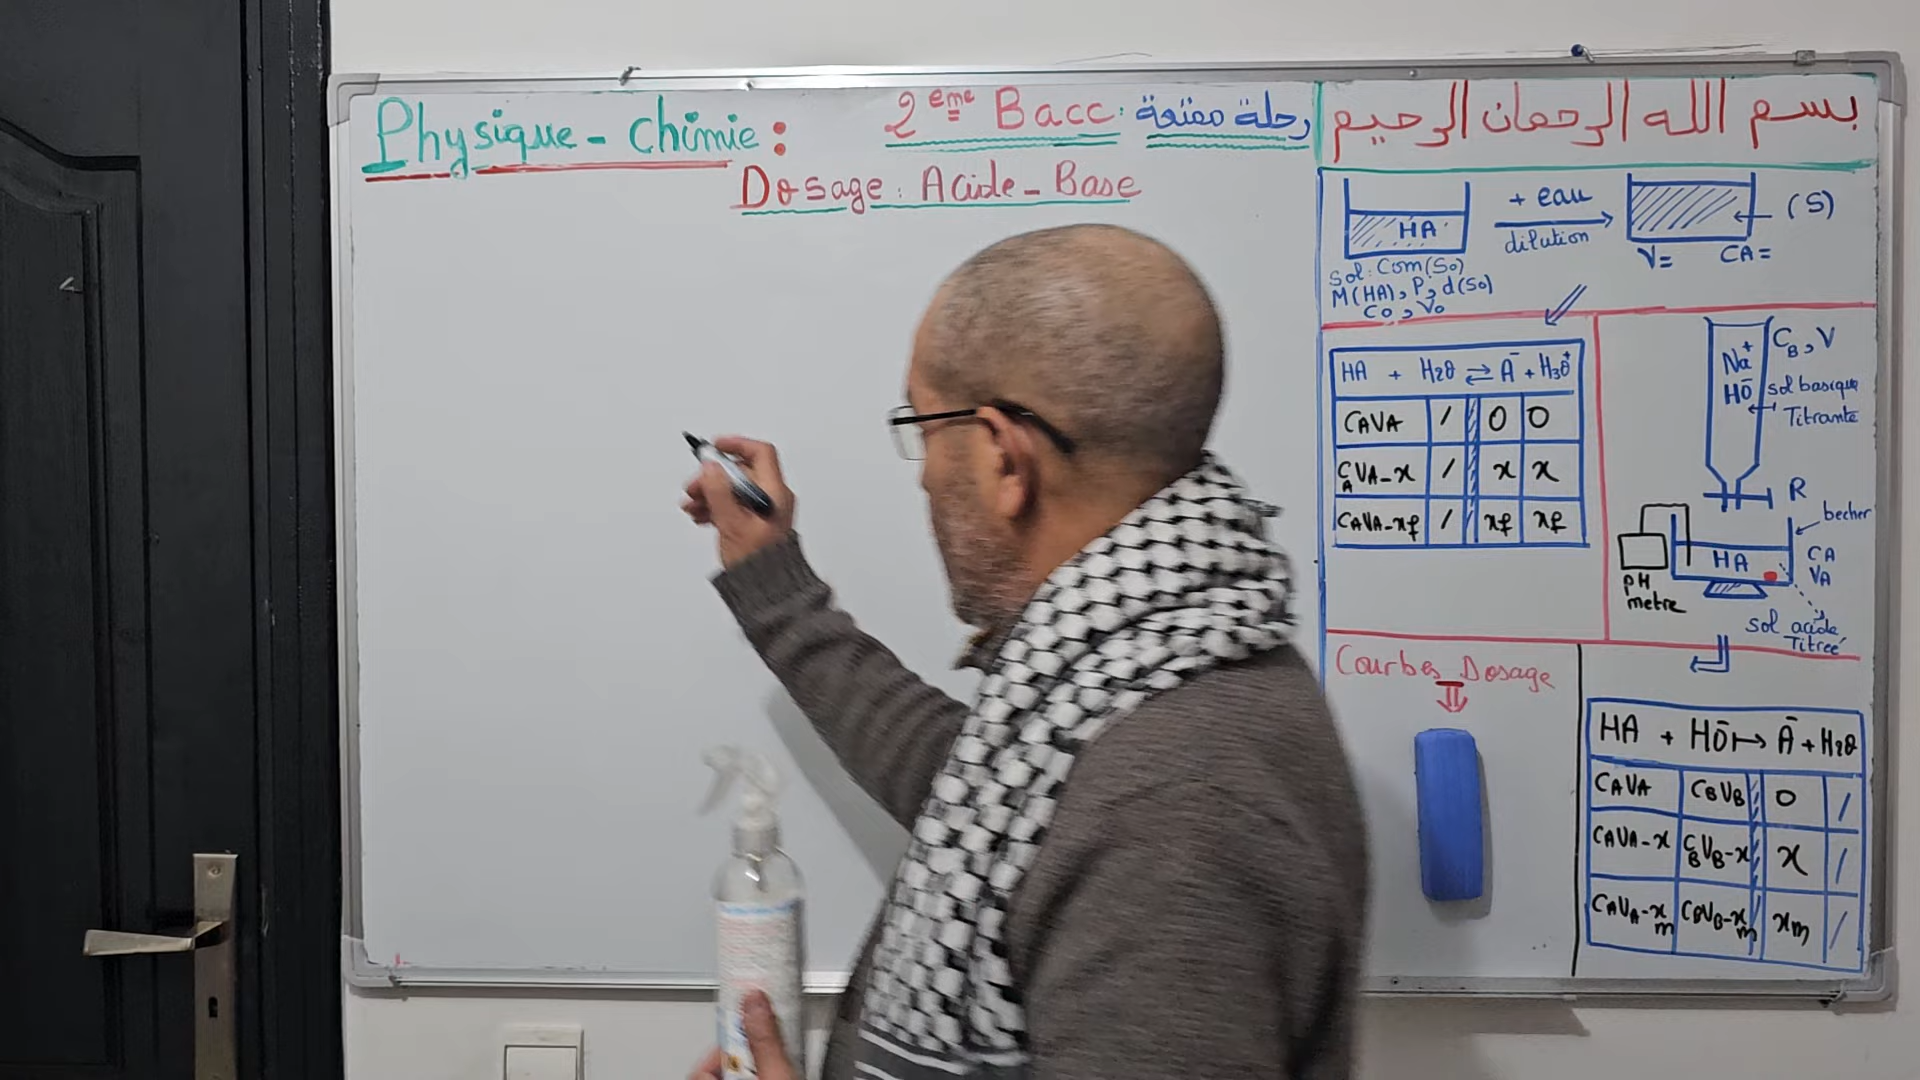 Physique - Chimie :
2eme Bacc : رحلة ممتعة
بسم الله الرحمان الرحيم
Dosage : Acide - Base
HA
+ eau
dilution
(S)
V= CA=
Sol : Com (S0)
M(HA), P, d(S0)
C0, V0
HA + H2O ⇌ A- + H3O+
CAVA / 0 0
CAVA-x / x x
CAVA-xf / xf xf
CB, V
Na+
HO-
sol basique
Titrante
R
becher
HA
CA
VA
pH
metre
sol acide
Titrée
Courbes Dosage
HA + HO- → A- + H2O
CAVA CBVB 0 /
CAVA-x CBVB-x x /
CAVA-xm CBVB-xm xm /